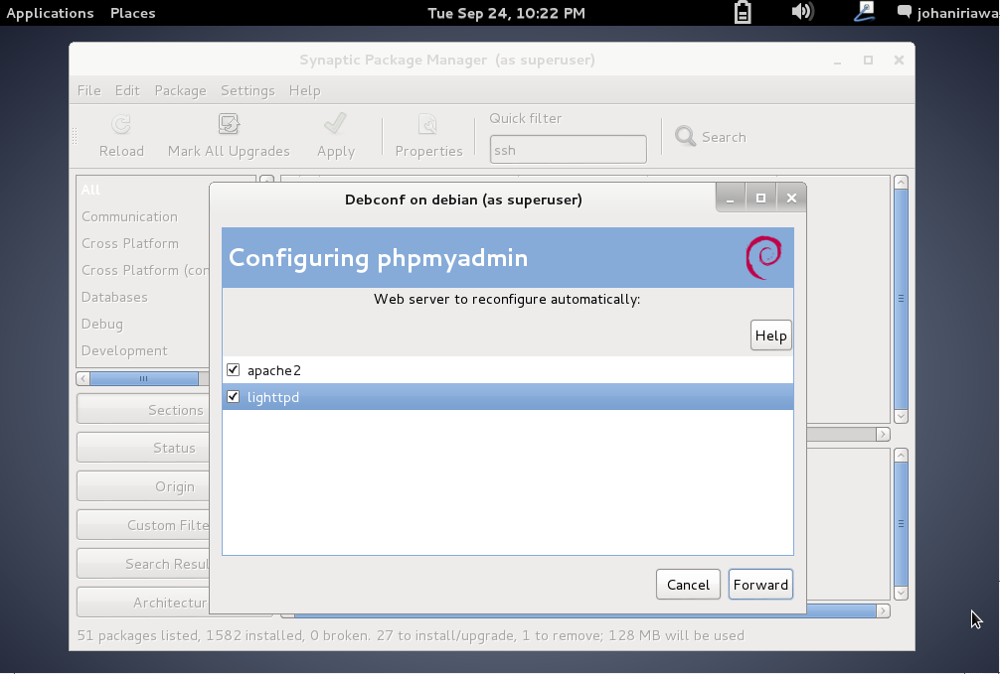 Applications Places Tue Sep 24, 10:22 PM johaniriawa
Synaptic Package Manager (as superuser)
File Edit Package Settings Help
Quick filter
Reload Mark All Upgrades Apply Properties ssh Search
All
Communication
Cross Platform
Cross Platform (con
Databases
Debug
Development
Sections
Status
Origin
Custom Filte
Search Resul
Architectur
Debconf on debian (as superuser)
Configuring phpmyadmin
Web server to reconfigure automatically:
Help
apache2
lighttpd
Cancel Forward
51 packages listed, 1582 installed, 0 broken. 27 to install/upgrade, 1 to remove; 128 MB will be used